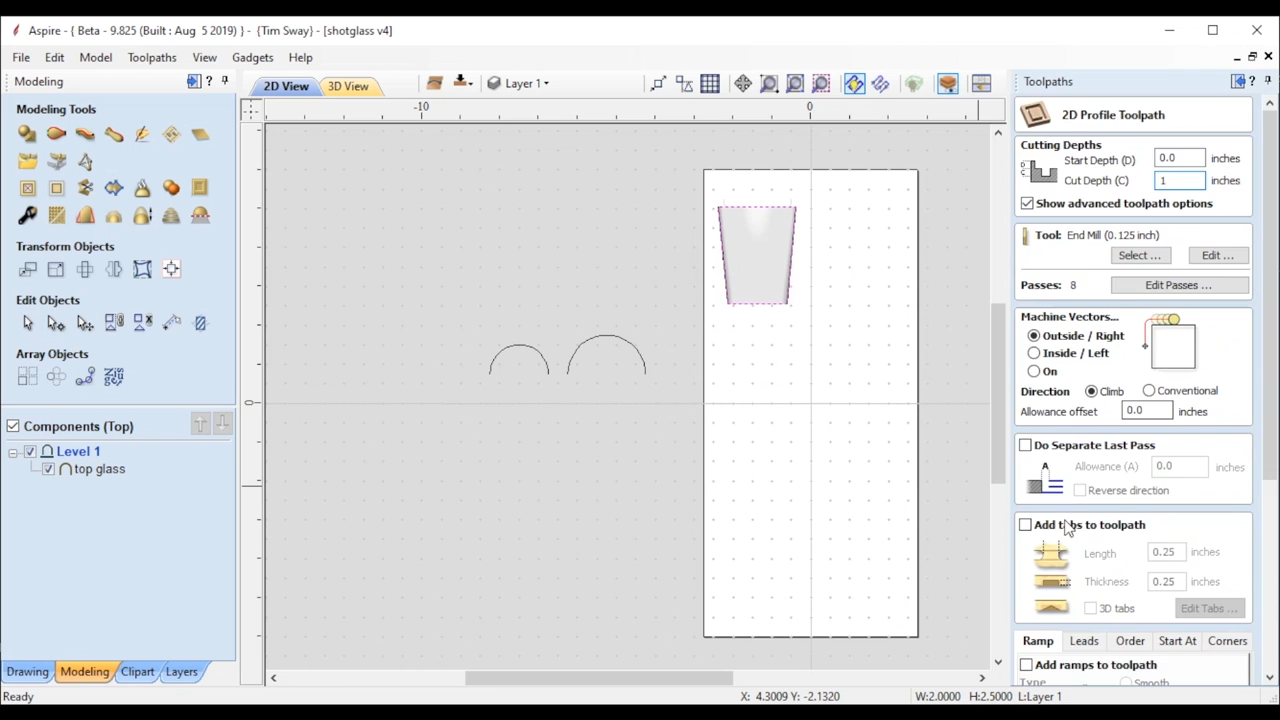 Aspire - { Beta - 9.825 (Built : Aug 5 2019) } - {Tim Sway} - [shotglass v4]
File Edit Model Toolpaths View Gadgets Help
Modeling
2D View 3D View Layer 1
Toolpaths
Modeling Tools
-10 0
2D Profile Toolpath
Cutting Depths
Start Depth (D) 0.0 inches
Cut Depth (C) 1 inches
Show advanced toolpath options
Tool: End Mill (0.125 inch)
Select ... Edit ...
Passes: 8 Edit Passes ...
Machine Vectors...
Outside / Right
Inside / Left
On
Direction Climb Conventional
Allowance offset 0.0 inches
Do Separate Last Pass
A Allowance (A) 0.0 inches
Reverse direction
Add tabs to toolpath
Length 0.25 inches
Thickness 0.25 inches
3D tabs Edit Tabs ...
Ramp Leads Order Start At Corners
Add ramps to toolpath
Type Smooth
Transform Objects
Edit Objects
Array Objects
Components (Top)
Level 1
top glass
0
Drawing Modeling Clipart Layers
Ready X: 4.3009 Y: -2.1320 W:2.0000 H:2.5000 L:Layer 1